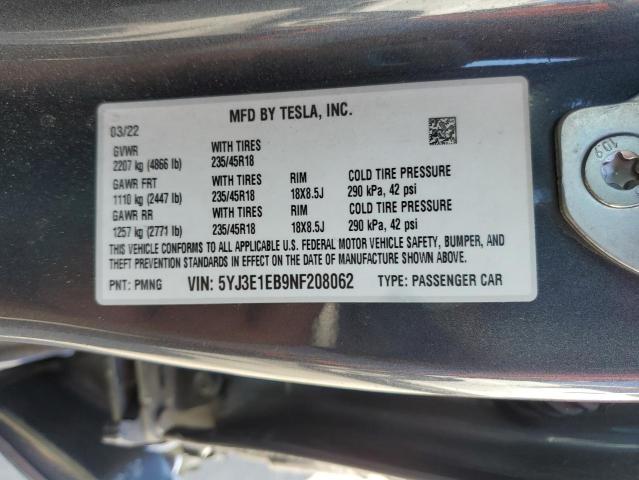 MFD BY TESLA, INC.
03/22
GVWR WITH TIRES
2207 kg (4866 lb) 235/45R18
GAWR FRT WITH TIRES RIM COLD TIRE PRESSURE
1110 kg (2447 lb) 235/45R18 18X8.5J 290 kPa, 42 psi
GAWR RR WITH TIRES RIM COLD TIRE PRESSURE
1257 kg (2771 lb) 235/45R18 18X8.5J 290 kPa, 42 psi
THIS VEHICLE CONFORMS TO ALL APPLICABLE U.S. FEDERAL MOTOR VEHICLE SAFETY, BUMPER, AND
THEFT PREVENTION STANDARDS IN EFFECT ON THE DATE OF MANUFACTURE SHOWN ABOVE.
PNT: PMNG VIN: 5YJ3E1EB9NF208062 TYPE: PASSENGER CAR
10.9